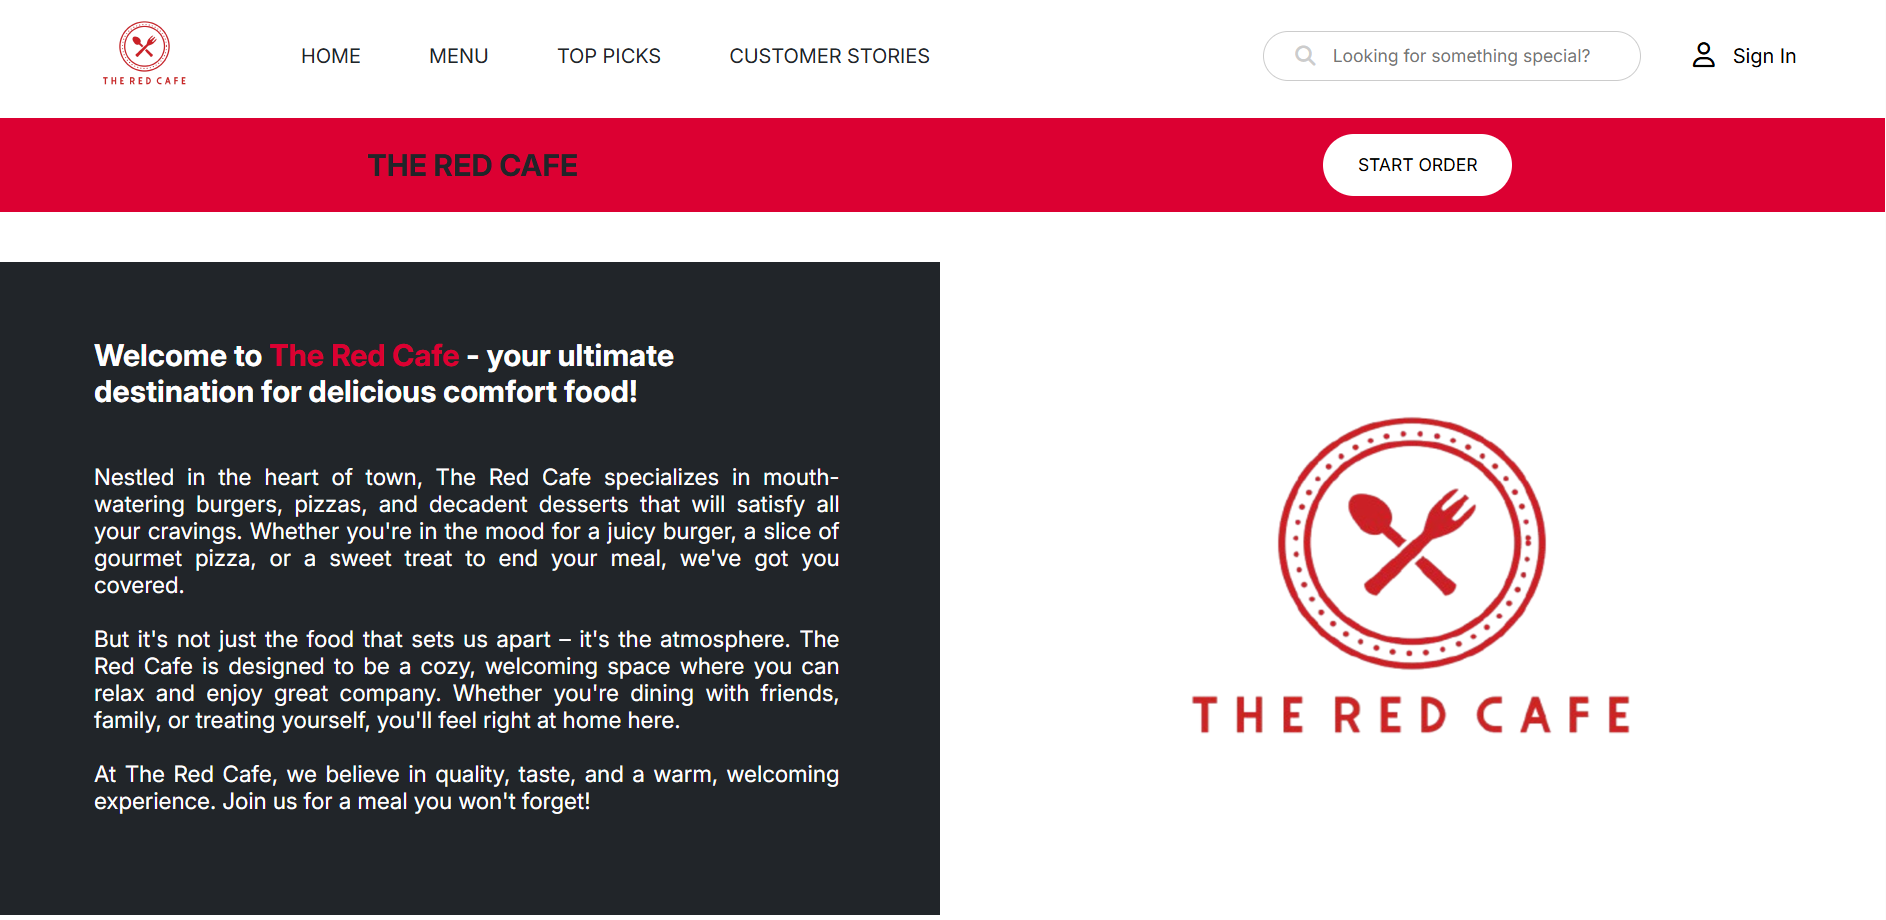 THE RED CAFE
HOME
MENU
TOP PICKS
CUSTOMER STORIES
Looking for something special?
Sign In
THE RED CAFE
START ORDER
Welcome to The Red Cafe - your ultimate
destination for delicious comfort food!
Nestled in the heart of town, The Red Cafe specializes in mouth-
watering burgers, pizzas, and decadent desserts that will satisfy all
your cravings. Whether you're in the mood for a juicy burger, a slice of
gourmet pizza, or a sweet treat to end your meal, we've got you
covered.
But it's not just the food that sets us apart – it's the atmosphere. The
Red Cafe is designed to be a cozy, welcoming space where you can
relax and enjoy great company. Whether you're dining with friends,
family, or treating yourself, you'll feel right at home here.
At The Red Cafe, we believe in quality, taste, and a warm, welcoming
experience. Join us for a meal you won't forget!
THE RED CAFE